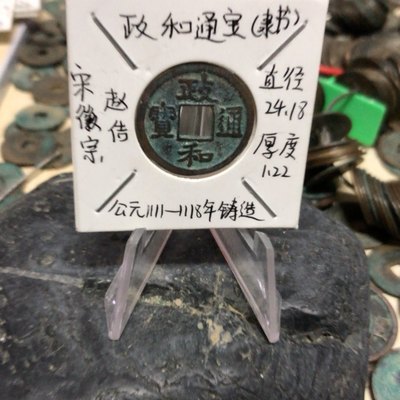 政和通宝(隶书)
宋徽宗
赵佶
政和通寳
直径
24.18
厚度
1.22
公元1111—1118年铸造